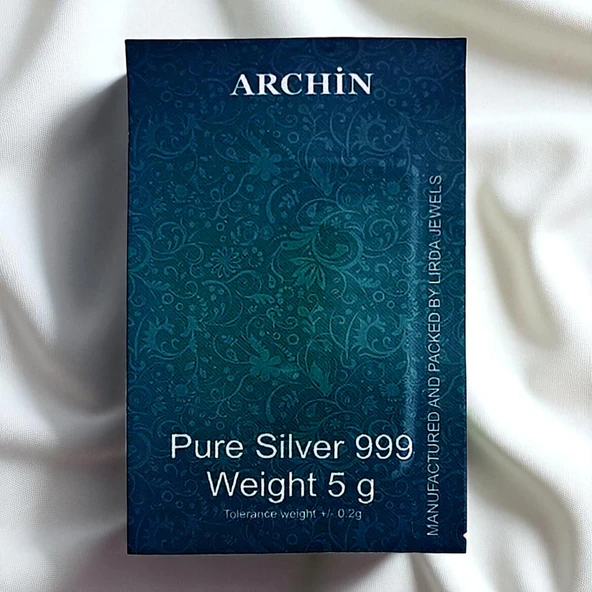 ARCHİN
Pure Silver 999
Weight 5 g
Tolerance weight +/- 0.2g
MANUFACTURED AND PACKED BY LIRDA JEWELS